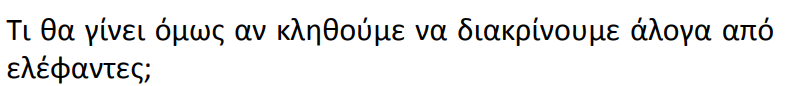 Τι θα γίνει όμως αν κληθούμε να διακρίνουμε άλογα από
ελέφαντες;